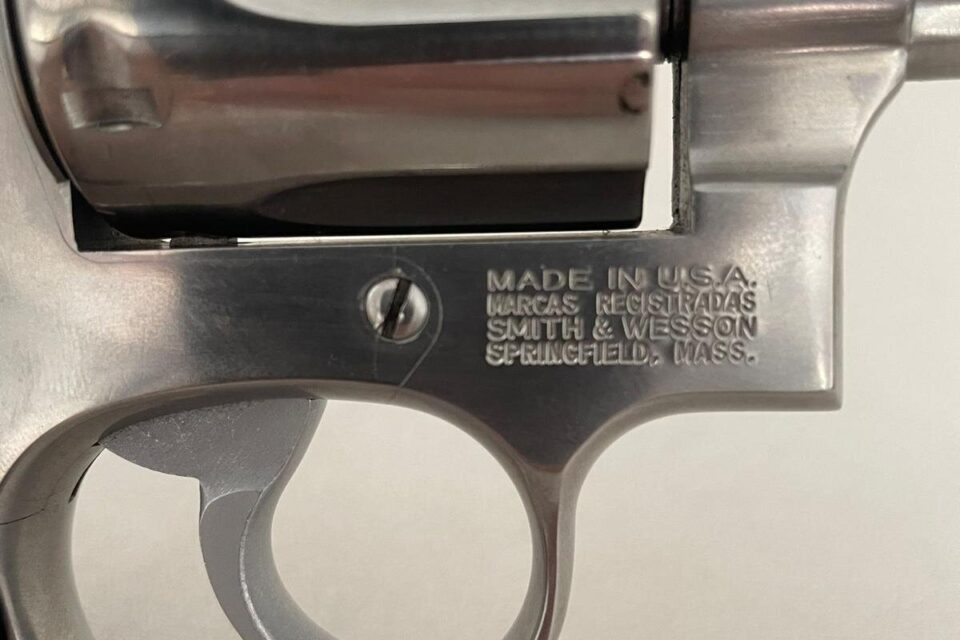 MADE IN U.S.A.
MARCAS REGISTRADAS
SMITH & WESSON
SPRINGFIELD, MASS.